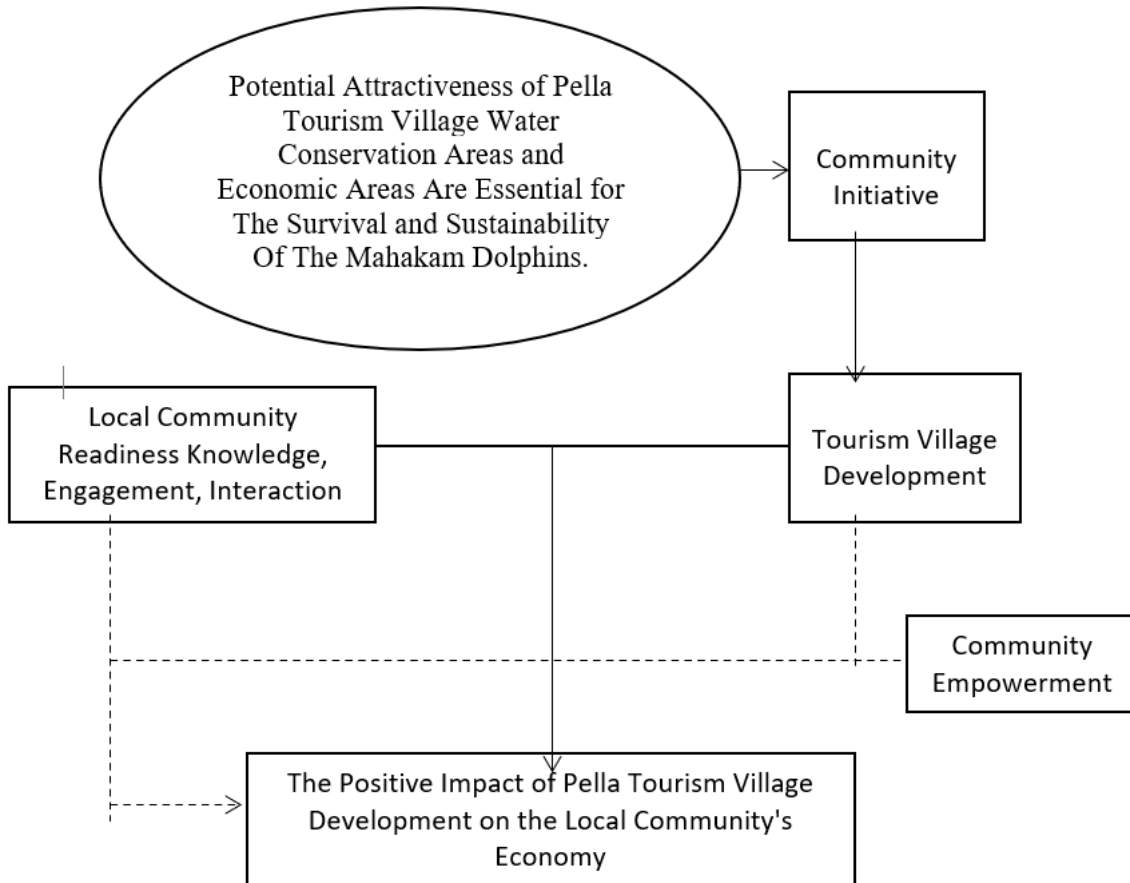 Potential Attractiveness of Pella
Tourism Village Water
Conservation Areas and
Economic Areas Are Essential for
The Survival and Sustainability
Of The Mahakam Dolphins.
Community
Initiative
Local Community
Readiness Knowledge,
Engagement, Interaction
Tourism Village
Development
Community
Empowerment
The Positive Impact of Pella Tourism Village
Development on the Local Community's
Economy